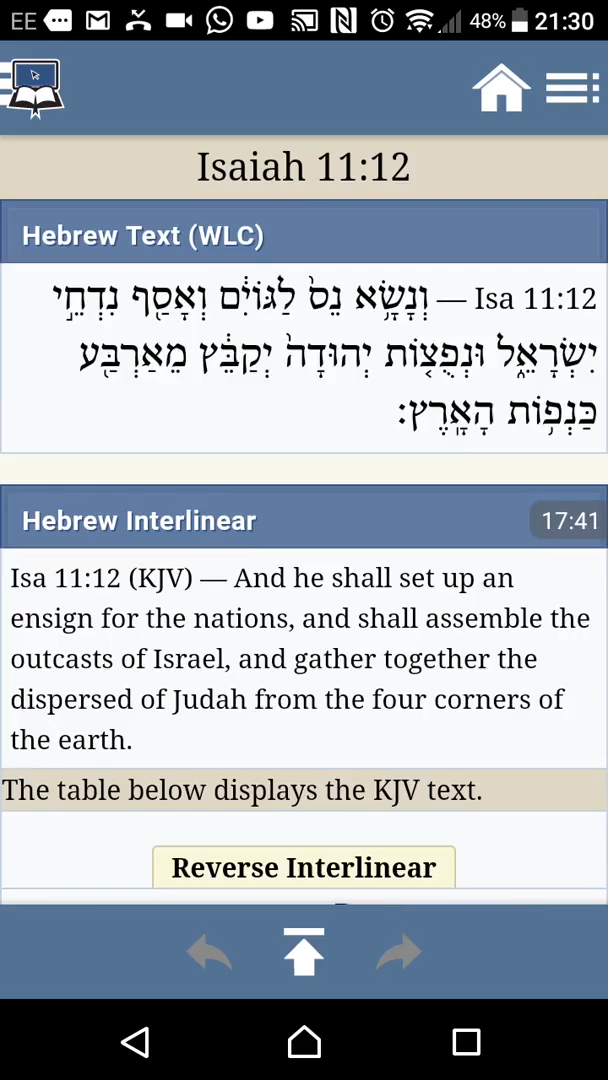 EE 48% 21:30
Isaiah 11:12
Hebrew Text (WLC)
Isa 11:12 — וְנָשָׂ֥א נֵס֙ לַגּוֹיִ֔ם וְאָסַ֖ף נִדְחֵ֣י
יִשְׂרָאֵ֑ל וּנְפֻצ֤וֹת יְהוּדָה֙ יְקַבֵּ֔ץ מֵאַרְבַּ֖ע
כַּנְפ֥וֹת הָאָֽרֶץ׃
Hebrew Interlinear
17:41
Isa 11:12 (KJV) — And he shall set up an
ensign for the nations, and shall assemble the
outcasts of Israel, and gather together the
dispersed of Judah from the four corners of
the earth.
The table below displays the KJV text.
Reverse Interlinear